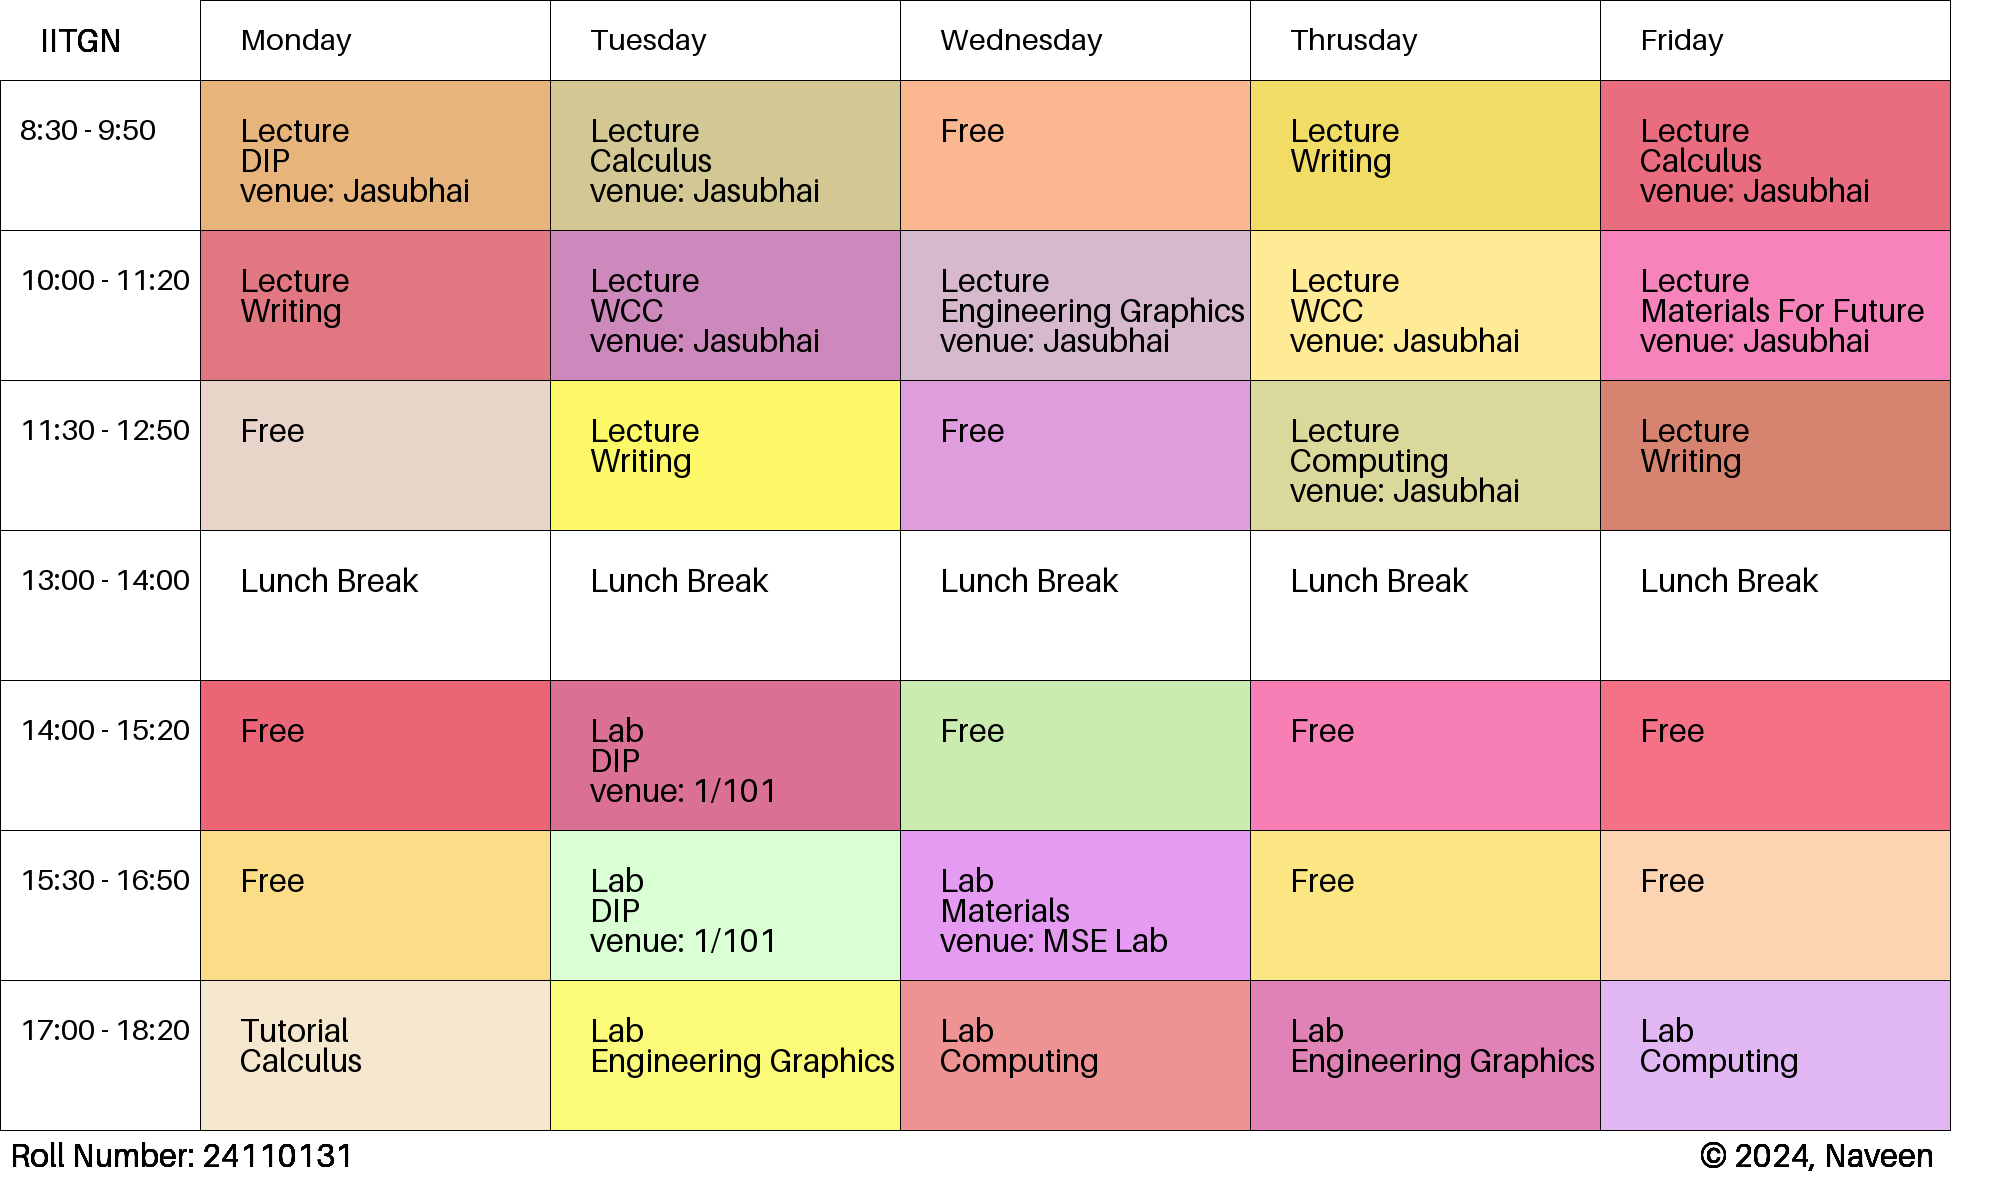 IITGN Monday Tuesday Wednesday Thrusday Friday
8:30 - 9:50
Lecture
DIP
venue: Jasubhai
Lecture
Calculus
venue: Jasubhai
Free
Lecture
Writing
Lecture
Calculus
venue: Jasubhai
10:00 - 11:20
Lecture
Writing
Lecture
WCC
venue: Jasubhai
Lecture
Engineering Graphics
venue: Jasubhai
Lecture
WCC
venue: Jasubhai
Lecture
Materials For Future
venue: Jasubhai
11:30 - 12:50
Free
Lecture
Writing
Free
Lecture
Computing
venue: Jasubhai
Lecture
Writing
13:00 - 14:00
Lunch Break
Lunch Break
Lunch Break
Lunch Break
Lunch Break
14:00 - 15:20
Free
Lab
DIP
venue: 1/101
Free
Free
Free
15:30 - 16:50
Free
Lab
DIP
venue: 1/101
Lab
Materials
venue: MSE Lab
Free
Free
17:00 - 18:20
Tutorial
Calculus
Lab
Engineering Graphics
Lab
Computing
Lab
Engineering Graphics
Lab
Computing
Roll Number: 24110131
© 2024, Naveen